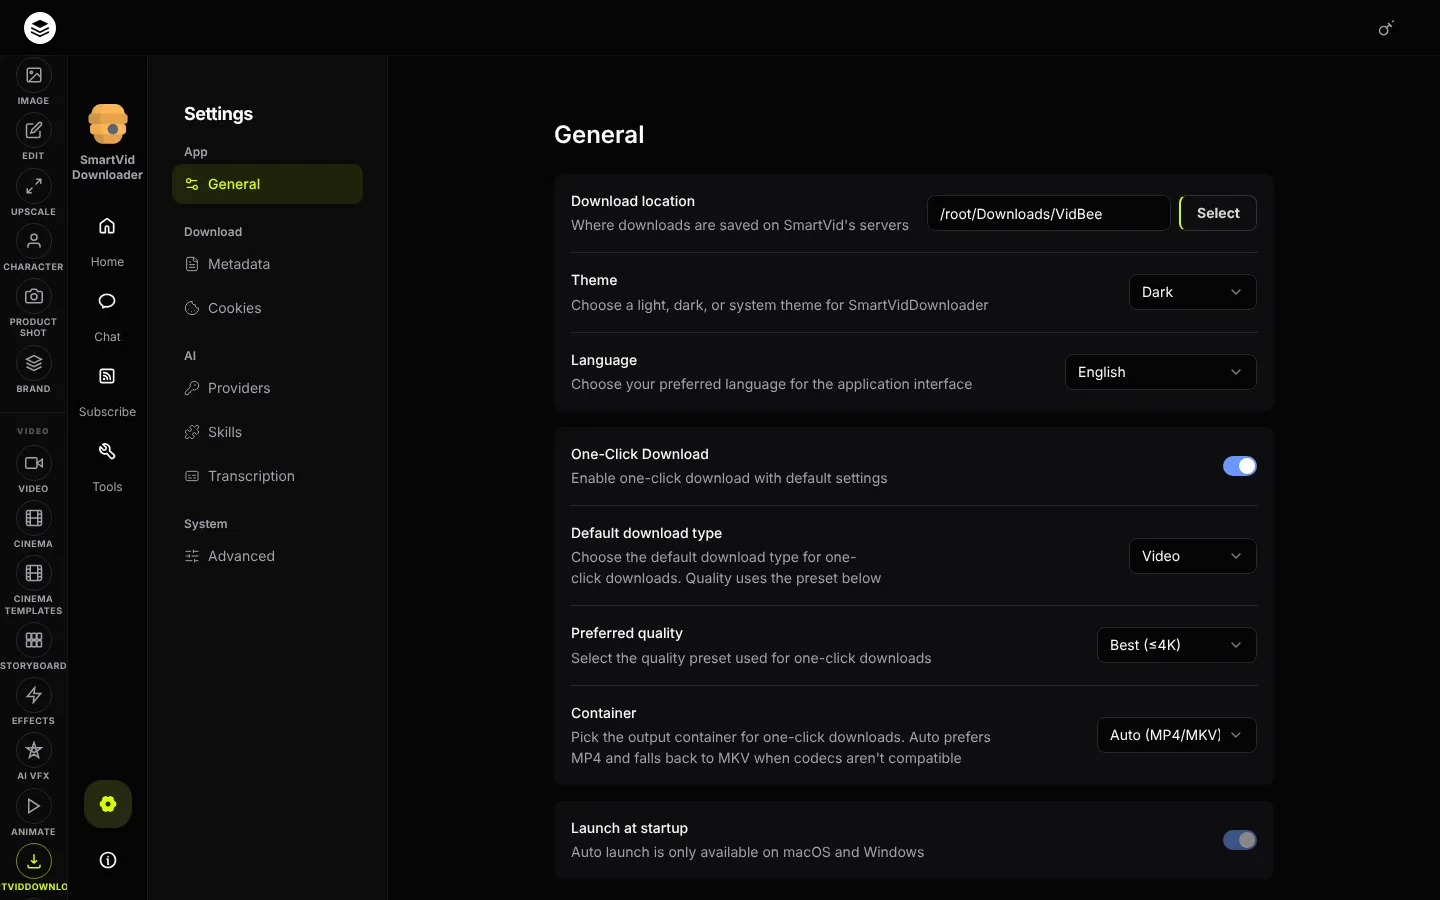 IMAGE
EDIT
UPSCALE
CHARACTER
PRODUCT
SHOT
BRAND
VIDEO
VIDEO
CINEMA
CINEMA
TEMPLATES
STORYBOARD
EFFECTS
AI VFX
ANIMATE
TVIDDOWNLO
SmartVid
Downloader
Home
Chat
Subscribe
Tools
Settings
App
General
Download
Metadata
Cookies
AI
Providers
Skills
Transcription
System
Advanced
General
Download location
Where downloads are saved on SmartVid's servers
/root/Downloads/VidBee
Select
Theme
Choose a light, dark, or system theme for SmartVidDownloader
Dark
Language
Choose your preferred language for the application interface
English
One-Click Download
Enable one-click download with default settings
Default download type
Choose the default download type for one-
click downloads. Quality uses the preset below
Video
Preferred quality
Select the quality preset used for one-click downloads
Best (≤4K)
Container
Pick the output container for one-click downloads. Auto prefers
MP4 and falls back to MKV when codecs aren't compatible
Auto (MP4/MKV)
Launch at startup
Auto launch is only available on macOS and Windows